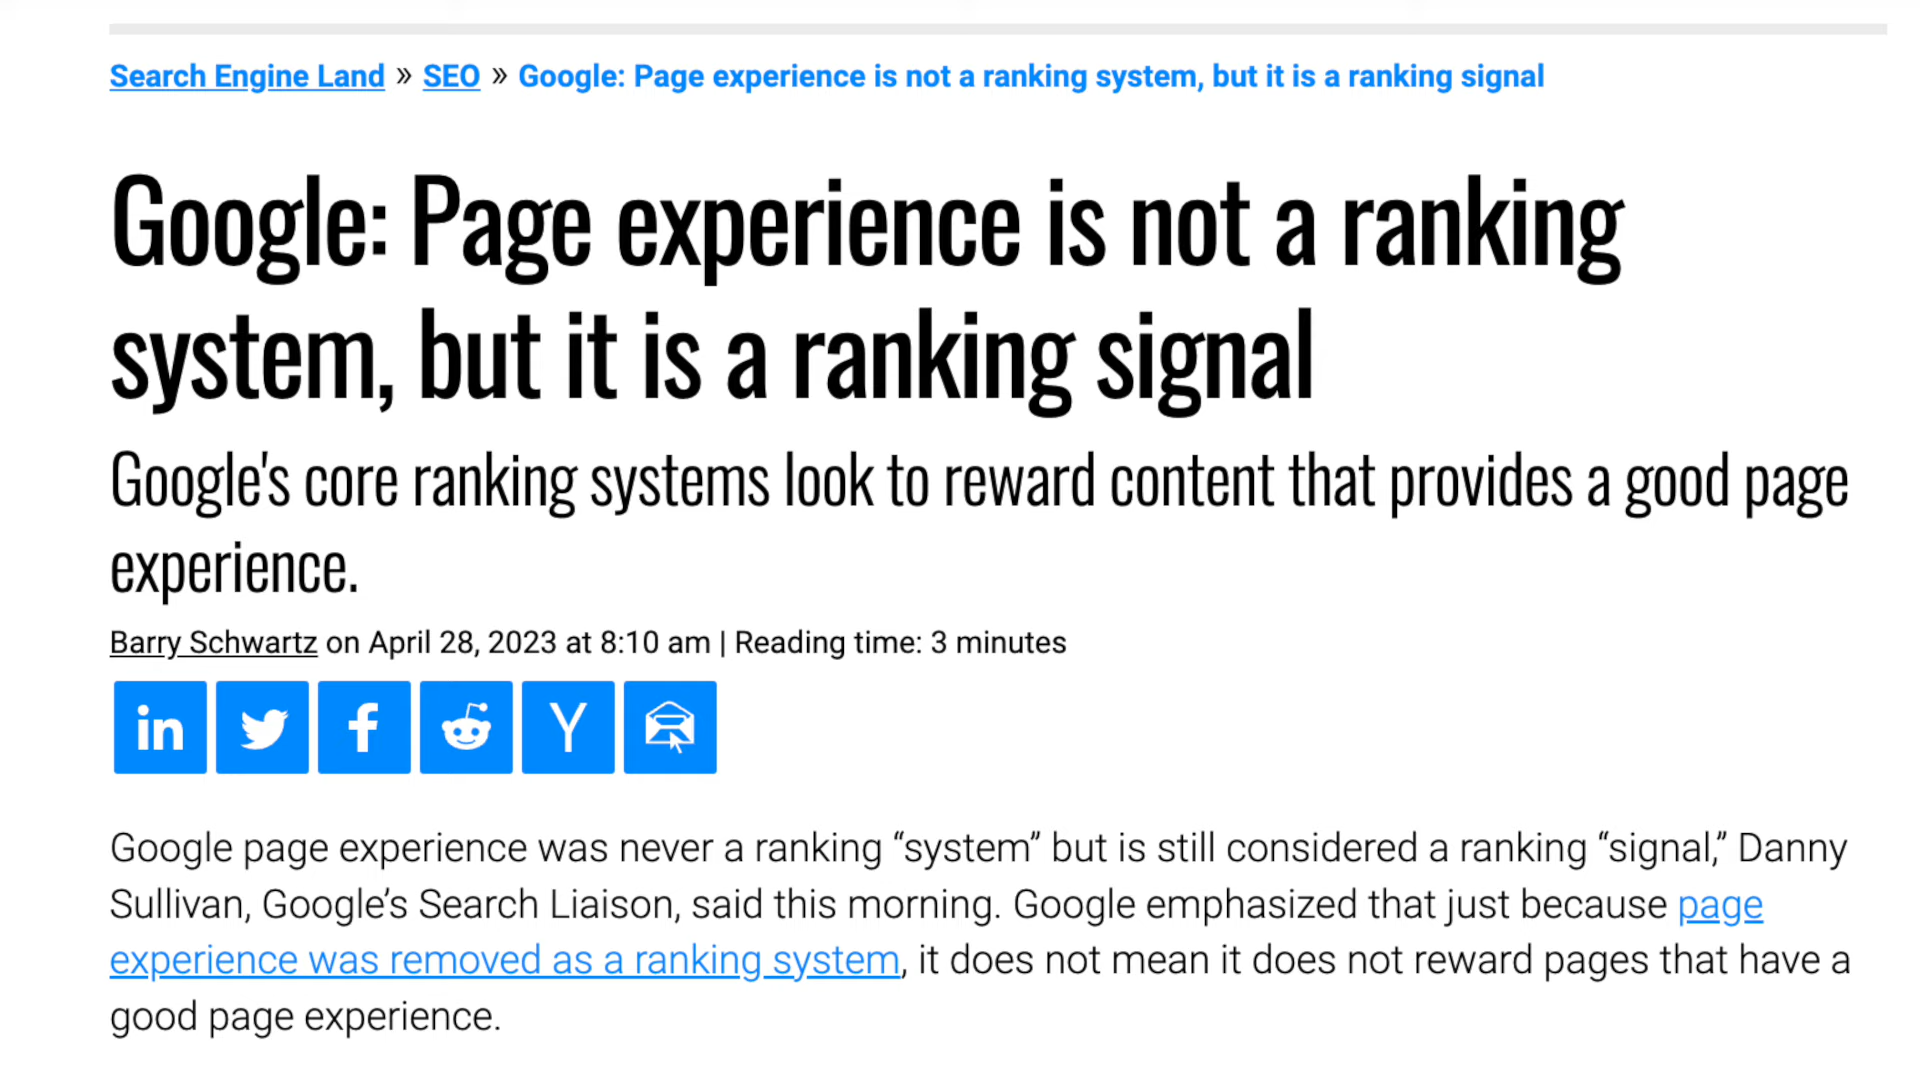 Search Engine Land » SEO » Google: Page experience is not a ranking system, but it is a ranking signal
Google: Page experience is not a ranking
system, but it is a ranking signal
Google's core ranking systems look to reward content that provides a good page
experience.
Barry Schwartz on April 28, 2023 at 8:10 am | Reading time: 3 minutes
Google page experience was never a ranking “system” but is still considered a ranking “signal,” Danny
Sullivan, Google’s Search Liaison, said this morning. Google emphasized that just because page
experience was removed as a ranking system, it does not mean it does not reward pages that have a
good page experience.